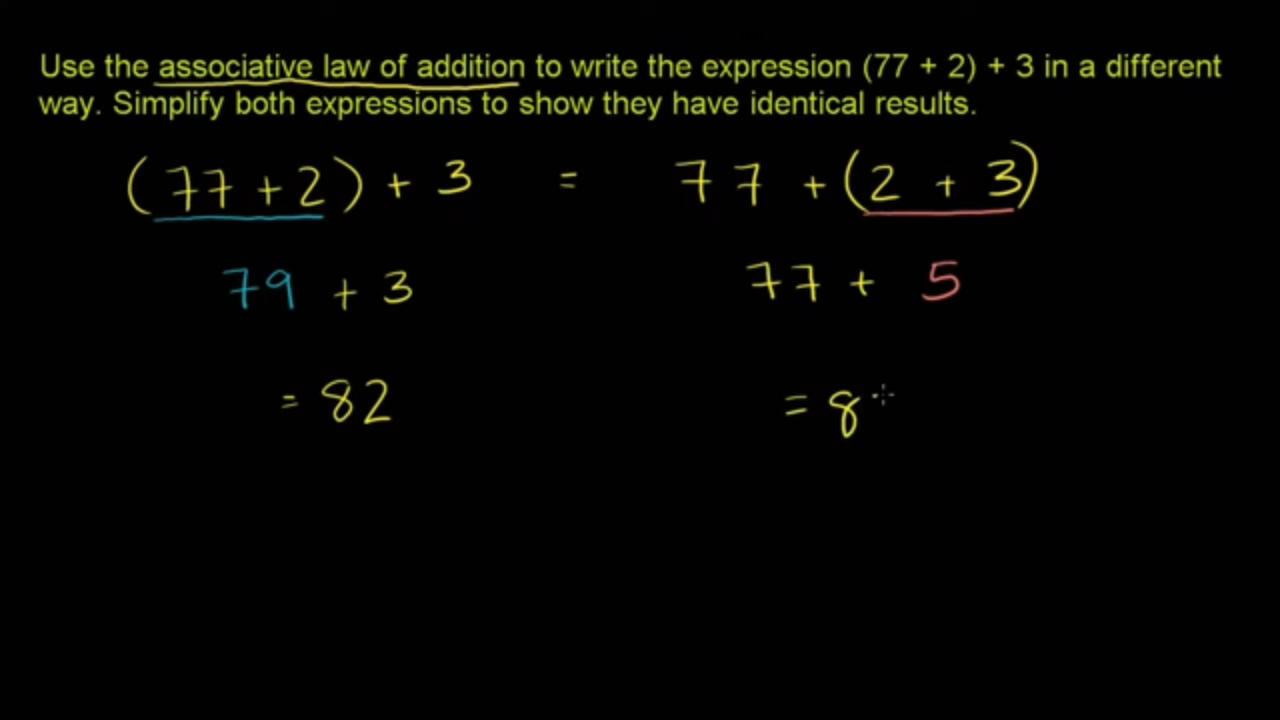 Use the associative law of addition to write the expression (77 + 2) + 3 in a different
way. Simplify both expressions to show they have identical results.
(77 + 2) + 3 = 77 + (2 + 3)
79 + 3 77 + 5
= 82 = 8